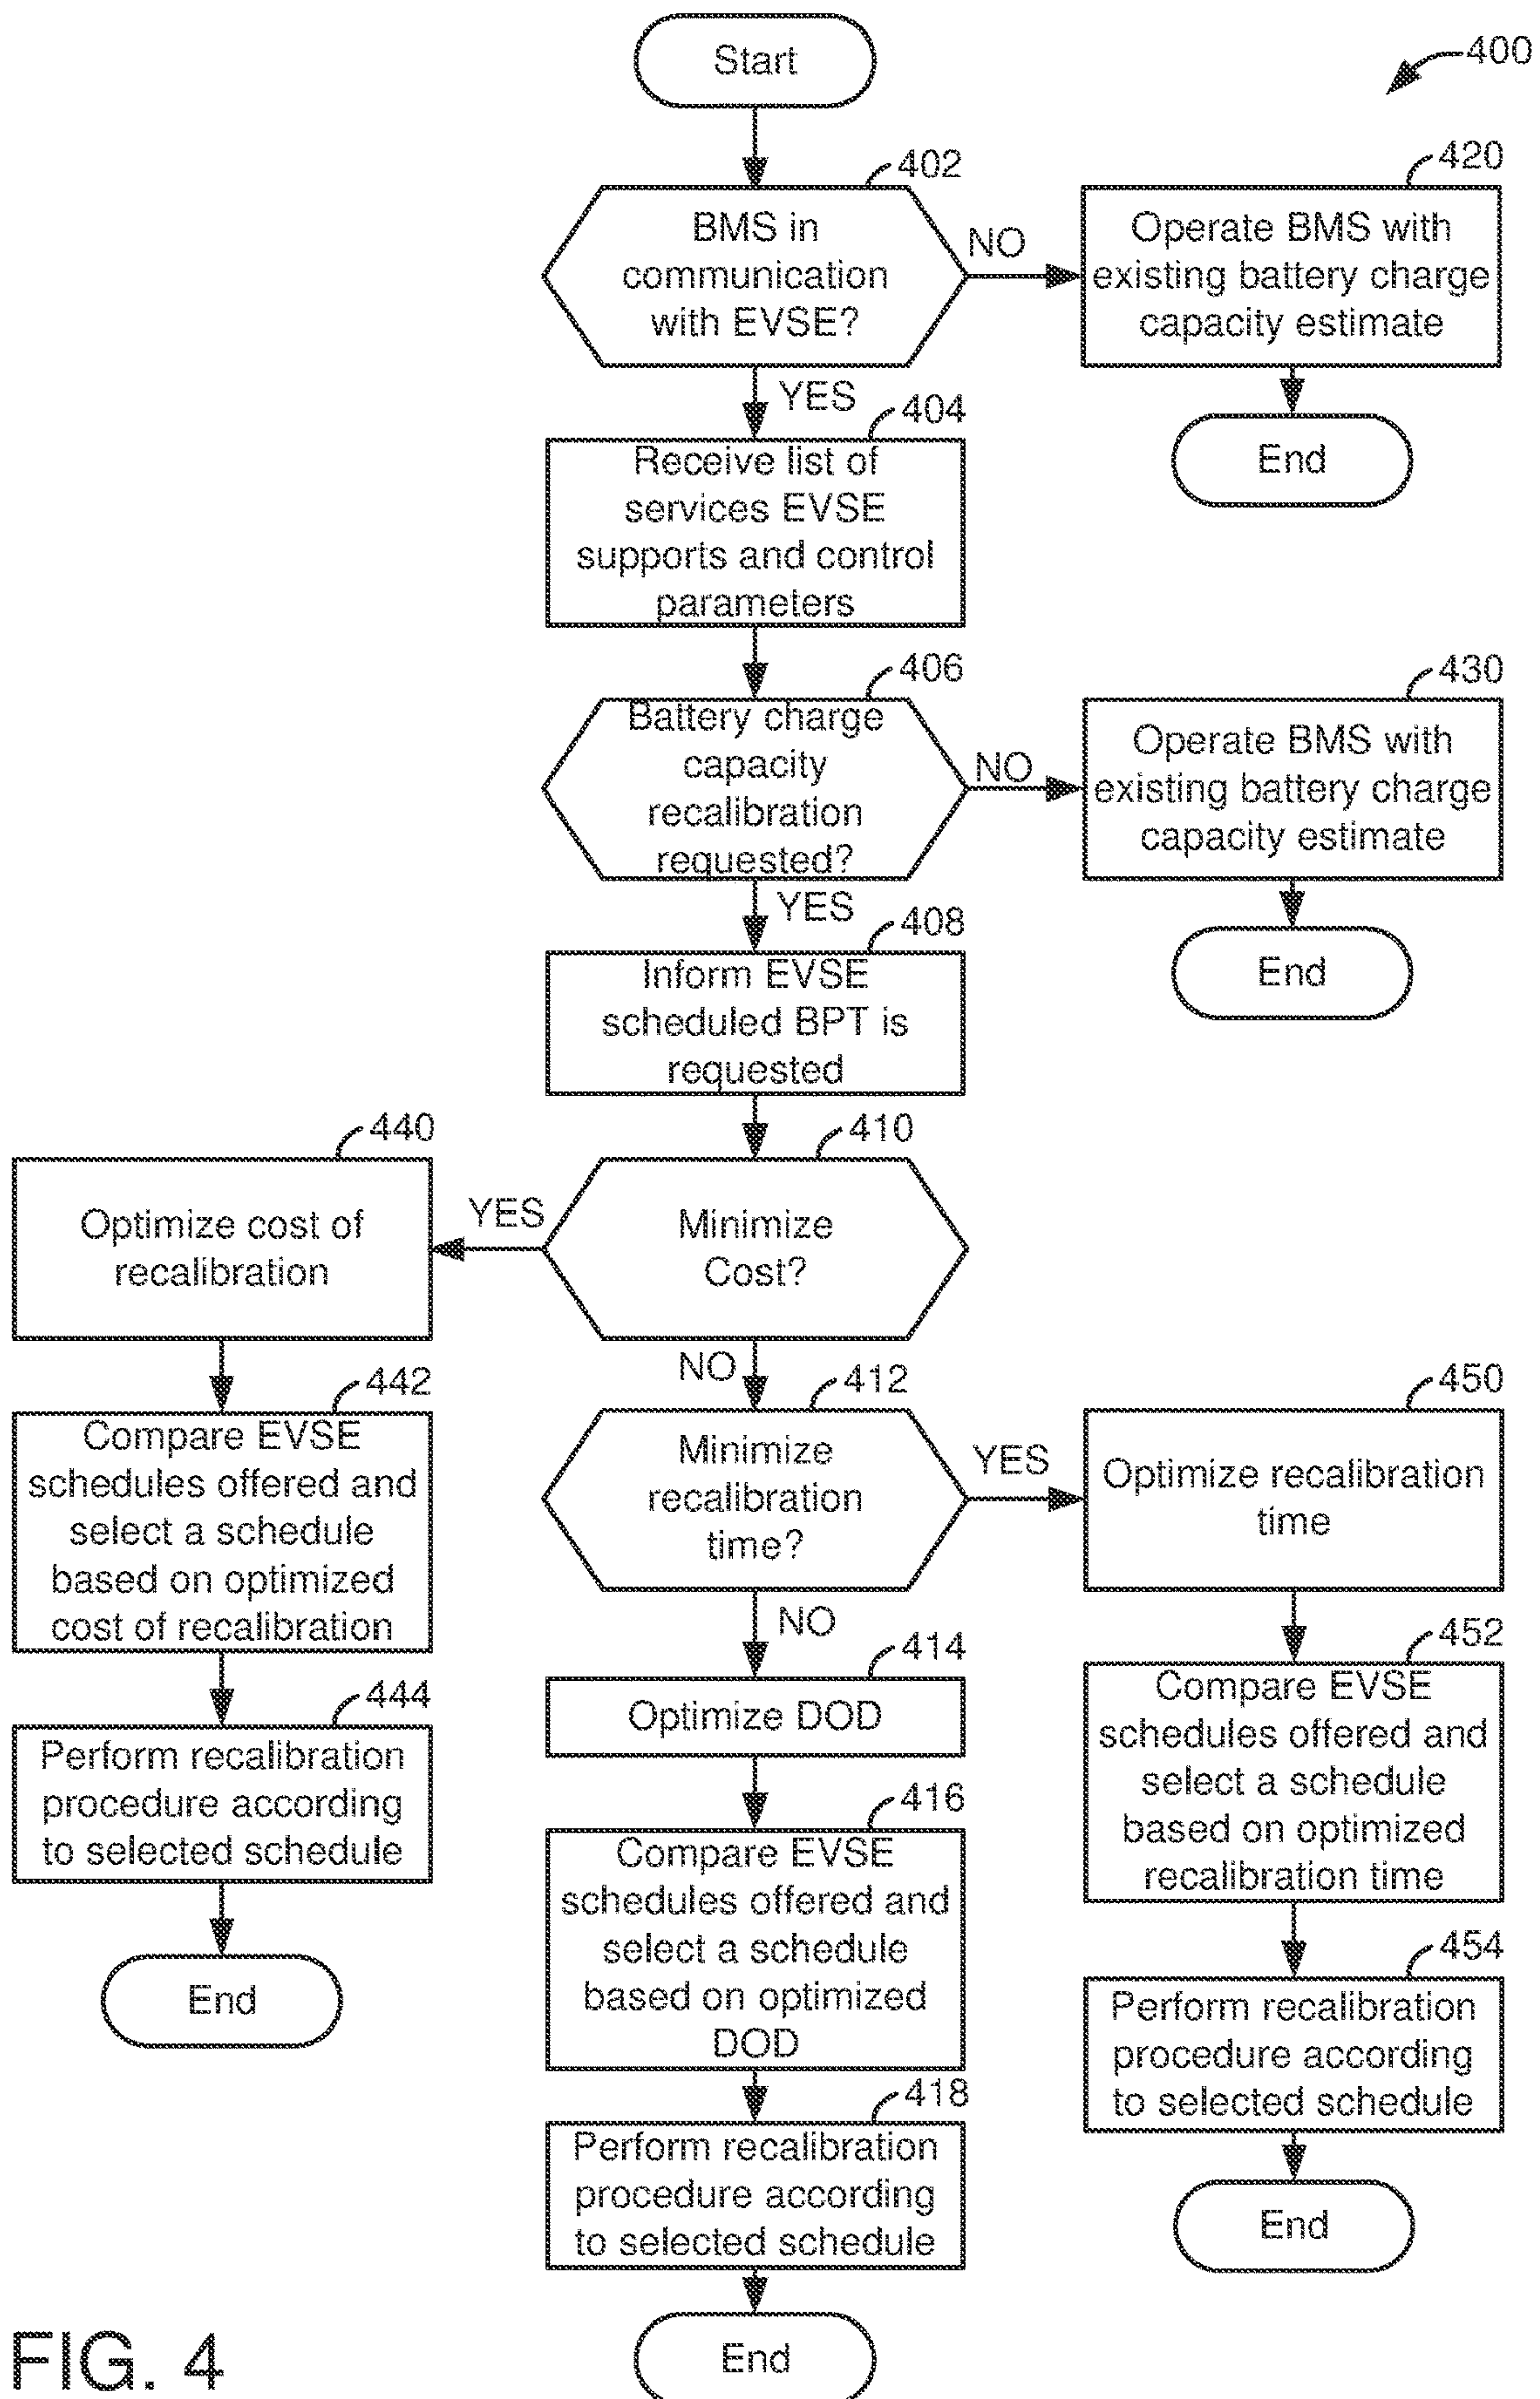 Start
400
402
BMS in
communication
with EVSE?
NO
420
Operate BMS with
existing battery charge
capacity estimate
End
YES
404
Receive list of
services EVSE
supports and control
parameters
406
Battery charge
capacity
recalibration
requested?
NO
430
Operate BMS with
existing battery charge
capacity estimate
End
YES
408
Inform EVSE
scheduled BPT is
requested
410
Minimize
Cost?
YES
440
Optimize cost of
recalibration
442
Compare EVSE
schedules offered and
select a schedule
based on optimized
cost of recalibration
444
Perform recalibration
procedure according
to selected schedule
End
NO
412
Minimize
recalibration
time?
YES
450
Optimize recalibration
time
452
Compare EVSE
schedules offered and
select a schedule
based on optimized
recalibration time
454
Perform recalibration
procedure according
to selected schedule
End
NO
414
Optimize DOD
416
Compare EVSE
schedules offered and
select a schedule
based on optimized
DOD
418
Perform recalibration
procedure according
to selected schedule
End
FIG. 4